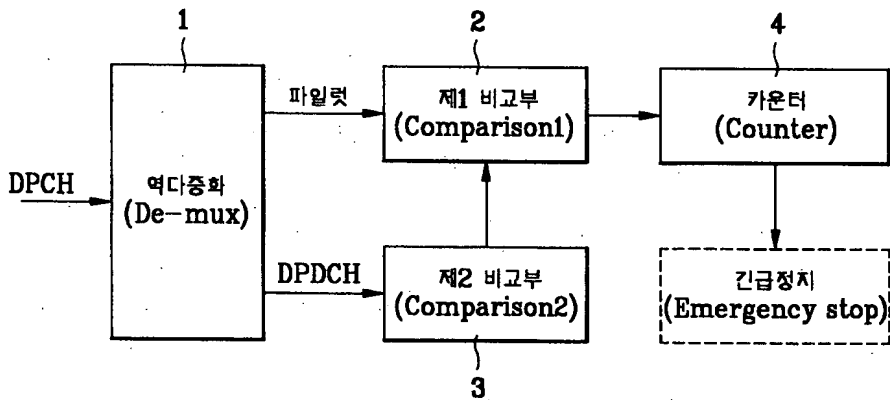 1
2
4
DPCH
역다중화
(De-mux)
파일럿
제1 비교부
(Comparison1)
카운터
(Counter)
DPDCH
제2 비교부
(Comparison2)
긴급정치
(Emergency stop)
3